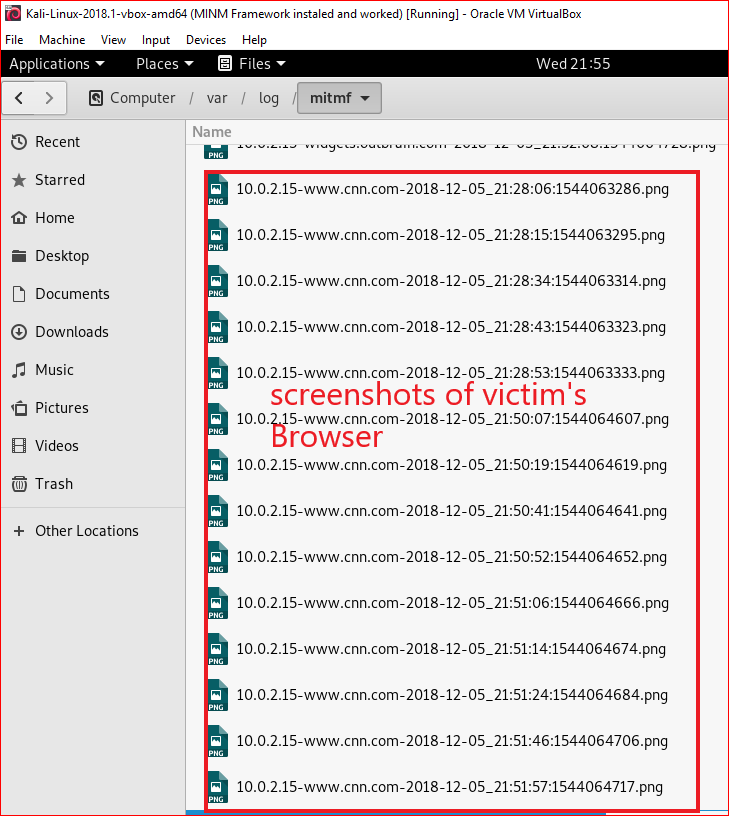 Kali-Linux-2018.1-vbox-amd64 (MINM Framework instaled and worked) [Running] - Oracle VM VirtualBox
File Machine View Input Devices Help
Applications Places Files Wed 21:55
Computer / var / log / mitmf
Name
Recent
Starred
Home
Desktop
Documents
Downloads
Music
Pictures
Videos
Trash
+ Other Locations
10.0.2.15-widgets.outbrain.com-2018-12-05_21:52:08:1544064728.png
10.0.2.15-www.cnn.com-2018-12-05_21:28:06:1544063286.png
10.0.2.15-www.cnn.com-2018-12-05_21:28:15:1544063295.png
10.0.2.15-www.cnn.com-2018-12-05_21:28:34:1544063314.png
10.0.2.15-www.cnn.com-2018-12-05_21:28:43:1544063323.png
10.0.2.15-www.cnn.com-2018-12-05_21:28:53:1544063333.png
screenshots of victim's
10.0.2.15-www.cnn.com-2018-12-05_21:50:07:1544064607.png
Browser
10.0.2.15-www.cnn.com-2018-12-05_21:50:19:1544064619.png
10.0.2.15-www.cnn.com-2018-12-05_21:50:41:1544064641.png
10.0.2.15-www.cnn.com-2018-12-05_21:50:52:1544064652.png
10.0.2.15-www.cnn.com-2018-12-05_21:51:06:1544064666.png
10.0.2.15-www.cnn.com-2018-12-05_21:51:14:1544064674.png
10.0.2.15-www.cnn.com-2018-12-05_21:51:24:1544064684.png
10.0.2.15-www.cnn.com-2018-12-05_21:51:46:1544064706.png
10.0.2.15-www.cnn.com-2018-12-05_21:51:57:1544064717.png